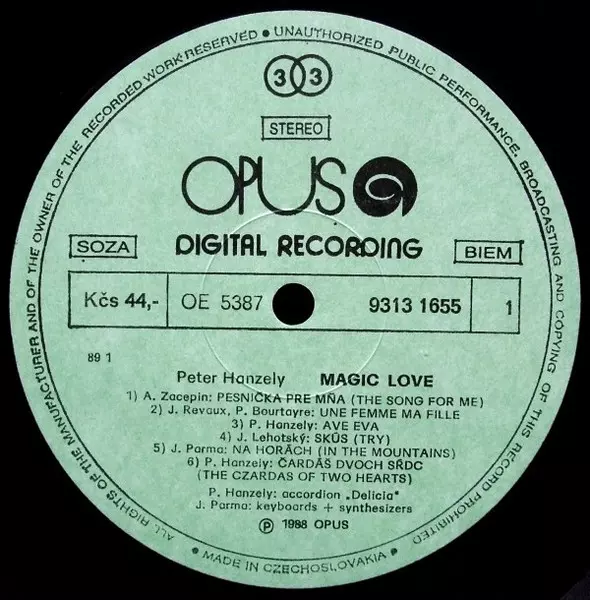 ALL RIGHTS OF THE MANUFACTURER AND OF THE OWNER OF THE RECORDED WORK RESERVED • UNAUTHORIZED PUBLIC PERFORMANCE, BROADCASTING AND COPYING OF THIS RECORD PROHIBITED
33
STEREO
OPUS
SOZA
DIGITAL RECORDING
BIEM
Kčs 44,- OE 5387 9313 1655 1
89 1
Peter Hanzely MAGIC LOVE
1) A. Zacepin: PESNIČKA PRE MŇA (THE SONG FOR ME)
2) J. Revaux, P. Bourtayre: UNE FEMME MA FILLE
3) P. Hanzely: AVE EVA
4) J. Lehotský: SKÚS (TRY)
5) J. Parma: NA HORÁCH (IN THE MOUNTAINS)
6) P. Hanzely: ČARDÁŠ DVOCH SŔDC
(THE CZARDAS OF TWO HEARTS)
P. Hanzely: accordion „Delicia“
J. Parma: keyboards + synthesizers
Ⓟ 1988 OPUS
• MADE IN CZECHOSLOVAKIA •